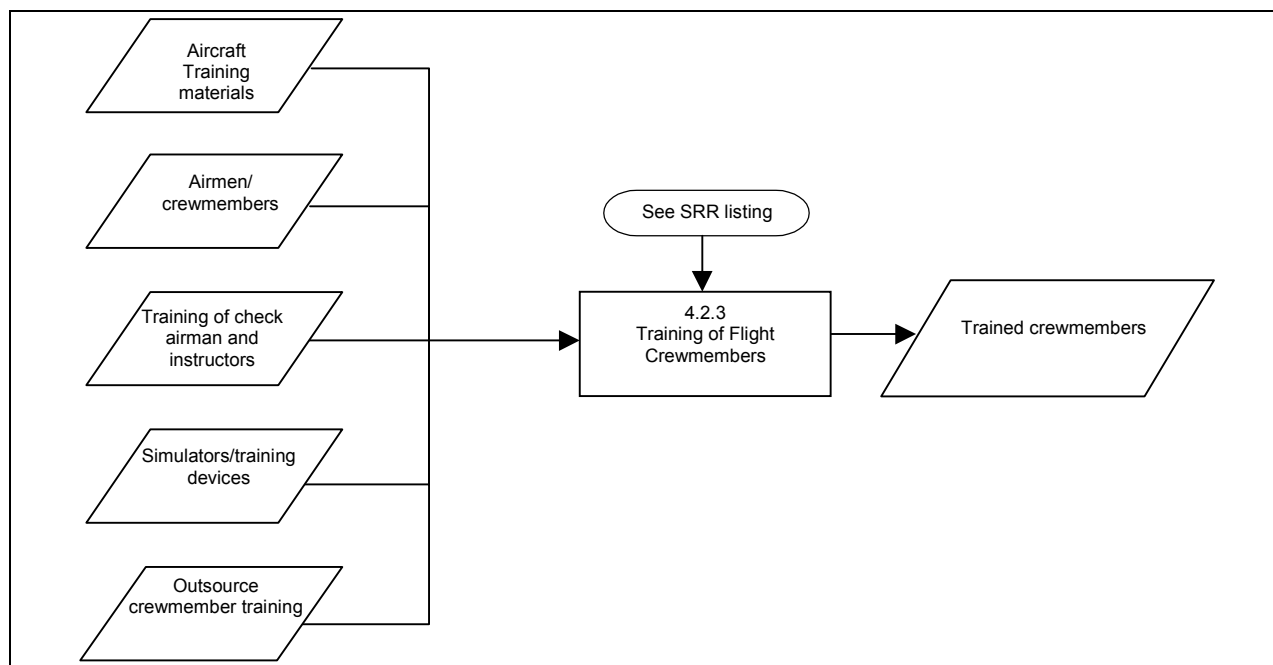 Aircraft
Training
materials
Airmen/
crewmembers
Training of check
airman and
instructors
Simulators/training
devices
Outsource
crewmember training
See SRR listing
4.2.3
Training of Flight
Crewmembers
Trained crewmembers